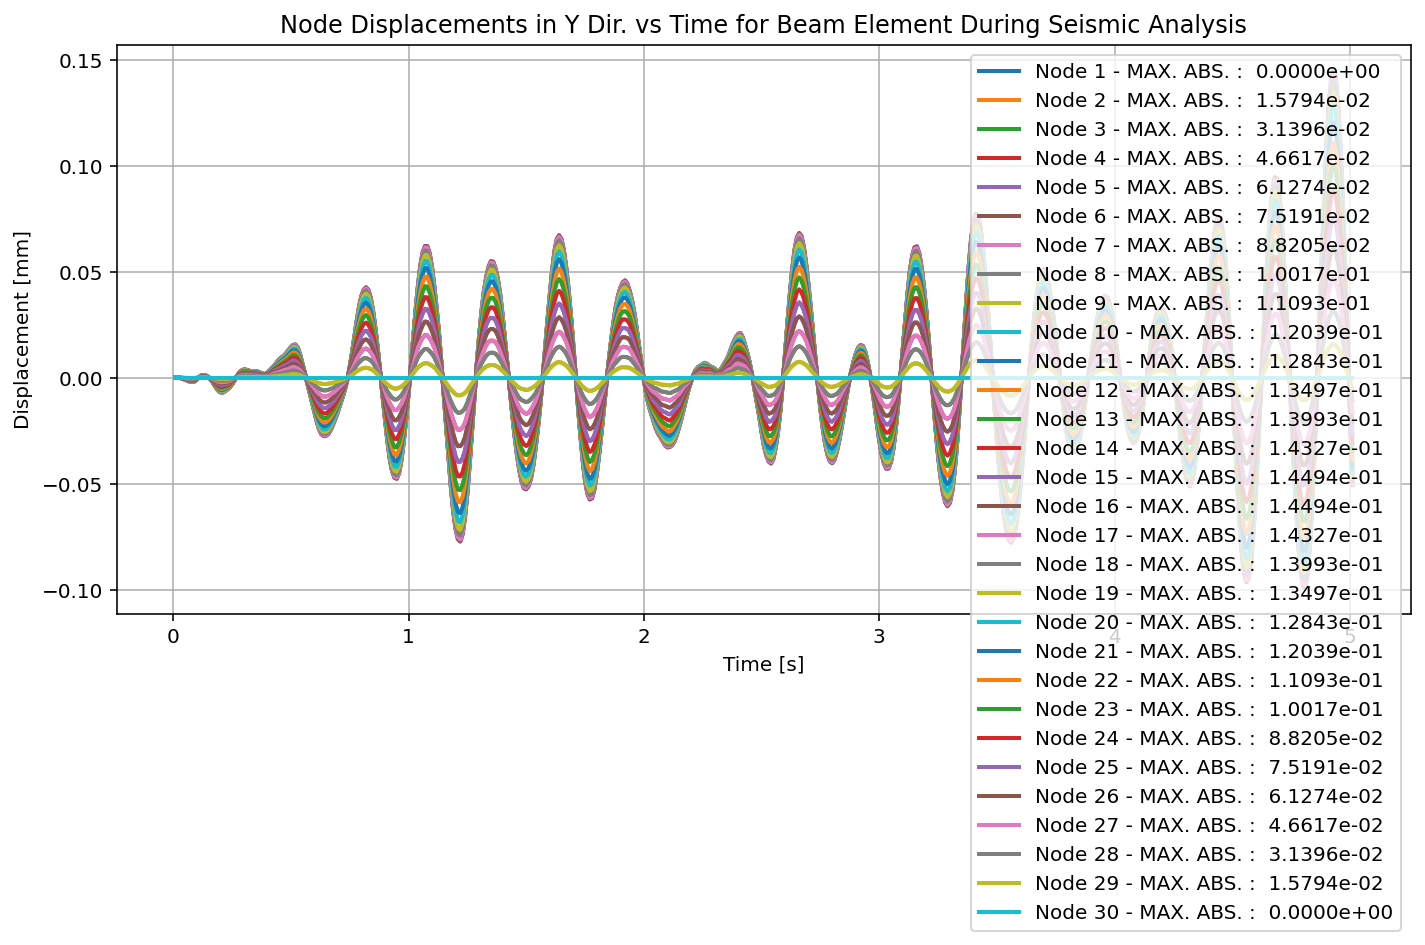 Node Displacements in Y Dir. vs Time for Beam Element During Seismic Analysis
Displacement [mm]
0.15
0.10
0.05
0.00
−0.05
−0.10
0
1
2
3
4
5
Time [s]
Node 1 - MAX. ABS. : 0.0000e+00
Node 2 - MAX. ABS. : 1.5794e-02
Node 3 - MAX. ABS. : 3.1396e-02
Node 4 - MAX. ABS. : 4.6617e-02
Node 5 - MAX. ABS. : 6.1274e-02
Node 6 - MAX. ABS. : 7.5191e-02
Node 7 - MAX. ABS. : 8.8205e-02
Node 8 - MAX. ABS. : 1.0017e-01
Node 9 - MAX. ABS. : 1.1093e-01
Node 10 - MAX. ABS. : 1.2039e-01
Node 11 - MAX. ABS. : 1.2843e-01
Node 12 - MAX. ABS. : 1.3497e-01
Node 13 - MAX. ABS. : 1.3993e-01
Node 14 - MAX. ABS. : 1.4327e-01
Node 15 - MAX. ABS. : 1.4494e-01
Node 16 - MAX. ABS. : 1.4494e-01
Node 17 - MAX. ABS. : 1.4327e-01
Node 18 - MAX. ABS. : 1.3993e-01
Node 19 - MAX. ABS. : 1.3497e-01
Node 20 - MAX. ABS. : 1.2843e-01
Node 21 - MAX. ABS. : 1.2039e-01
Node 22 - MAX. ABS. : 1.1093e-01
Node 23 - MAX. ABS. : 1.0017e-01
Node 24 - MAX. ABS. : 8.8205e-02
Node 25 - MAX. ABS. : 7.5191e-02
Node 26 - MAX. ABS. : 6.1274e-02
Node 27 - MAX. ABS. : 4.6617e-02
Node 28 - MAX. ABS. : 3.1396e-02
Node 29 - MAX. ABS. : 1.5794e-02
Node 30 - MAX. ABS. : 0.0000e+00